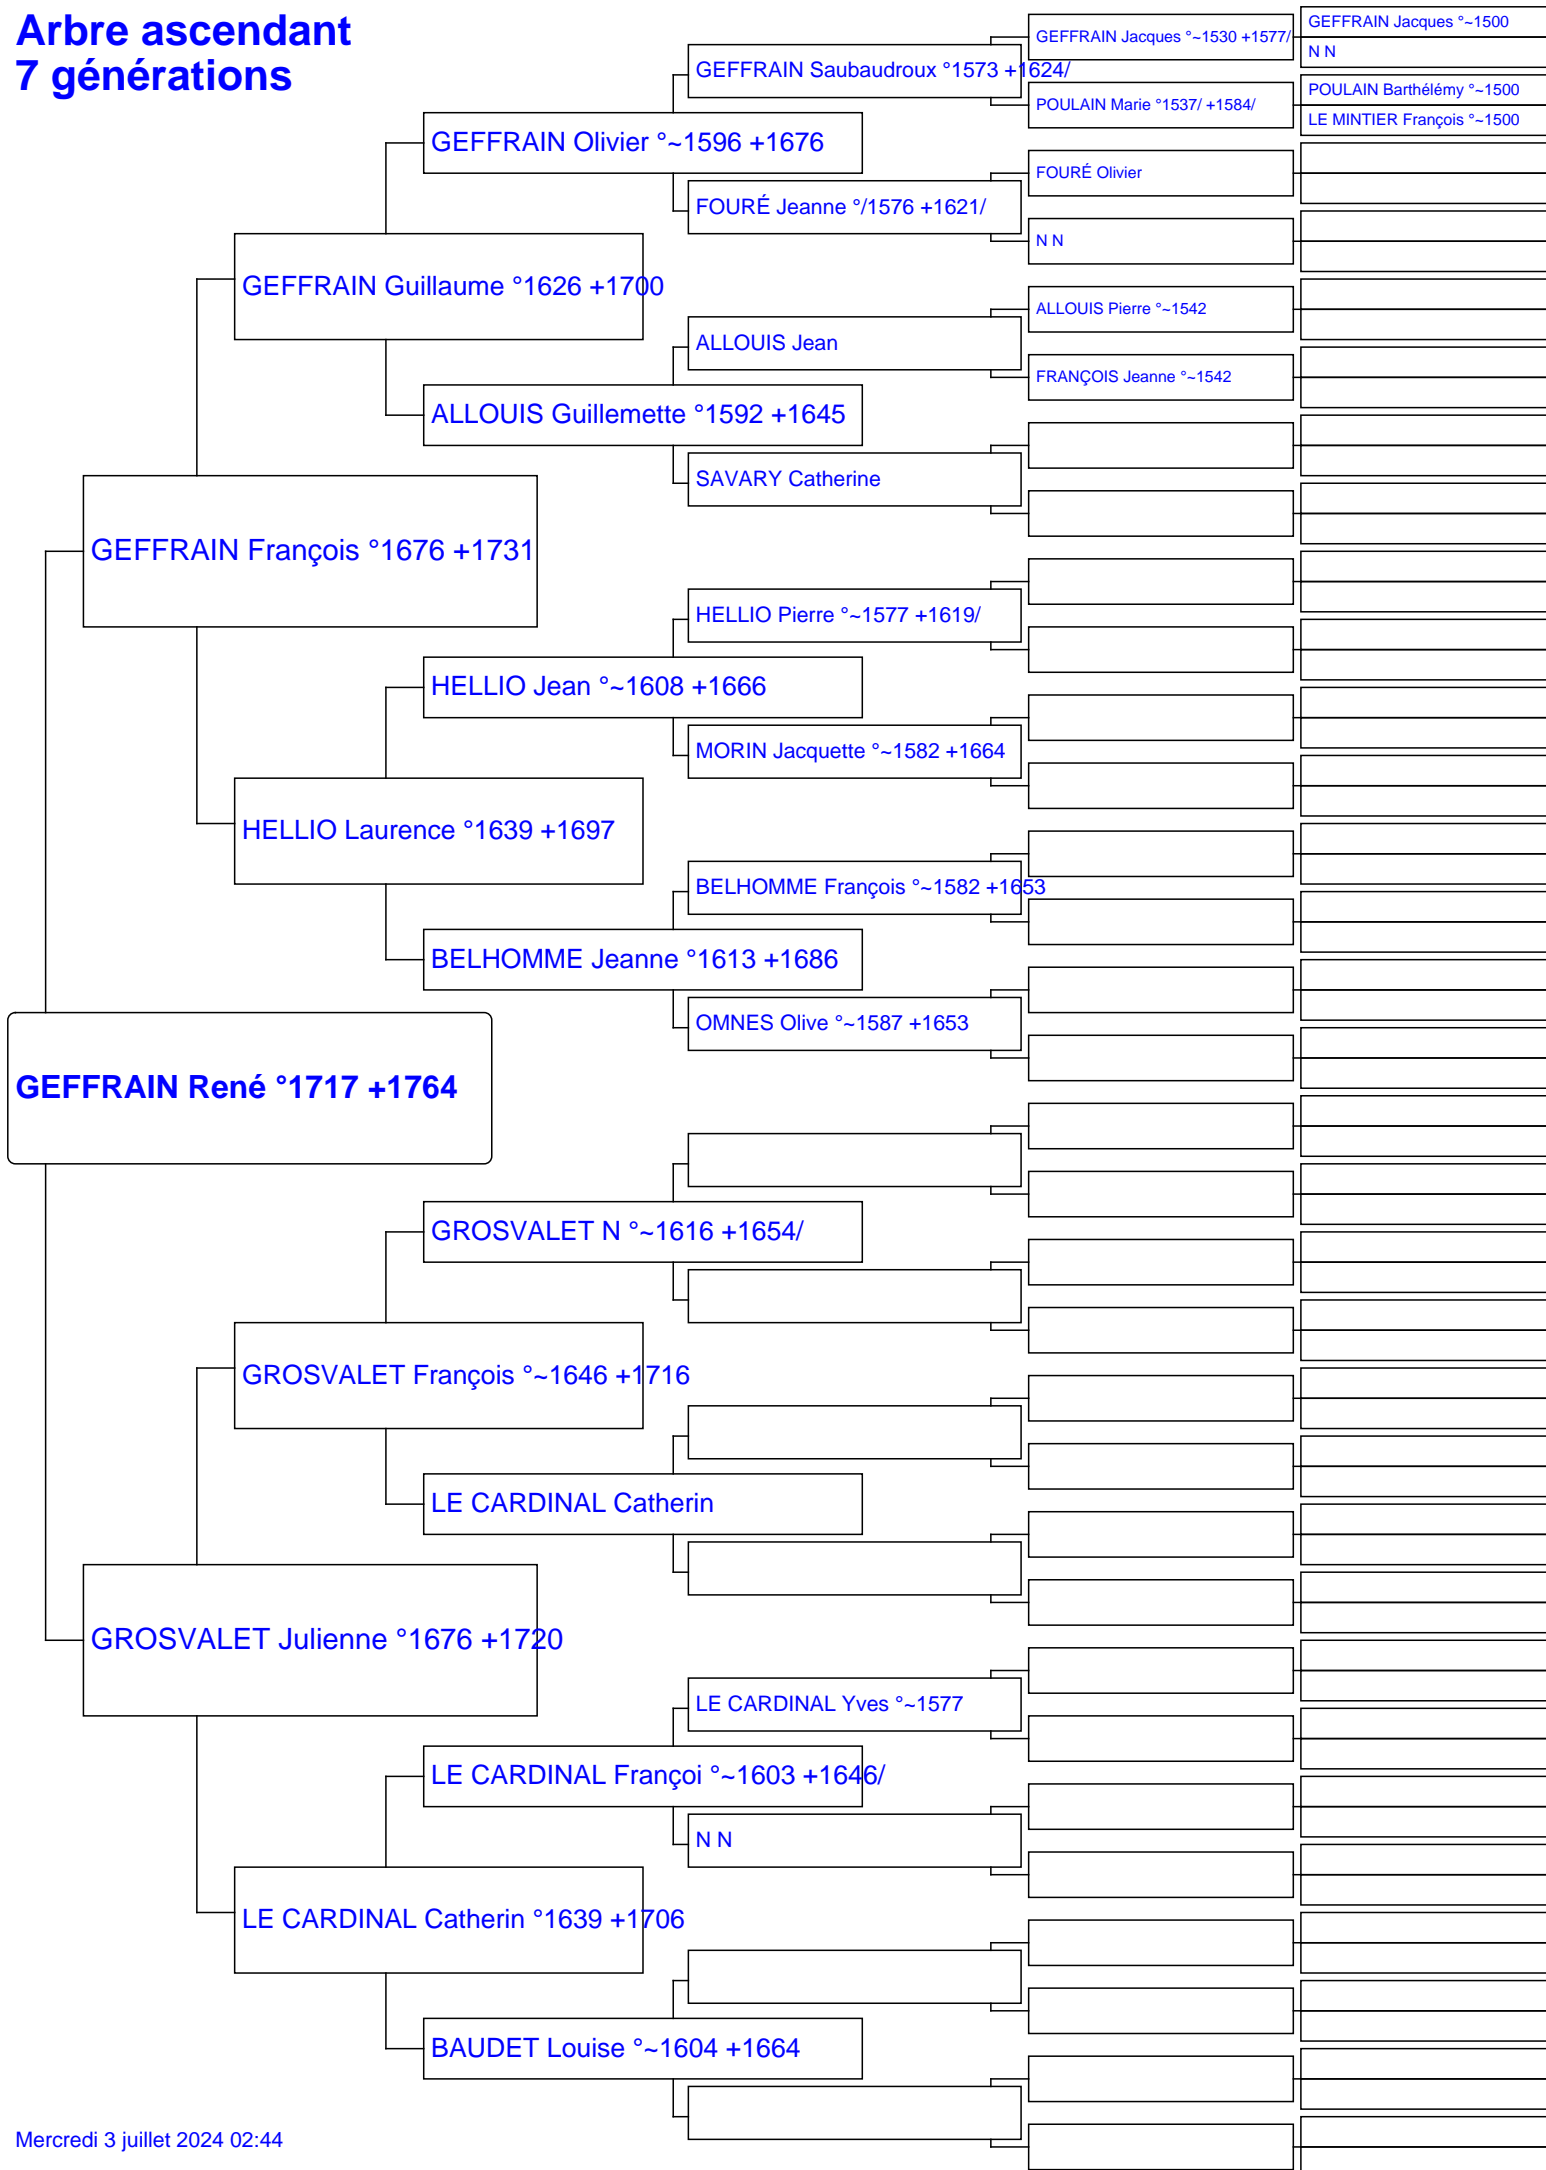 Arbre ascendant
7 générations
GEFFRAIN Jacques °~1500
GEFFRAIN Jacques °~1530 +1577/
N N
GEFFRAIN Saubaudroux °1573 +1624/
POULAIN Barthélémy °~1500
POULAIN Marie °1537/ +1584/
LE MINTIER François °~1500
GEFFRAIN Olivier °~1596 +1676
FOURÉ Olivier
FOURÉ Jeanne °/1576 +1621/
N N
GEFFRAIN Guillaume °1626 +1700
ALLOUIS Pierre °~1542
ALLOUIS Jean
FRANÇOIS Jeanne °~1542
ALLOUIS Guillemette °1592 +1645
SAVARY Catherine
GEFFRAIN François °1676 +1731
HELLIO Pierre °~1577 +1619/
HELLIO Jean °~1608 +1666
MORIN Jacquette °~1582 +1664
HELLIO Laurence °1639 +1697
BELHOMME François °~1582 +1653
BELHOMME Jeanne °1613 +1686
OMNES Olive °~1587 +1653
GEFFRAIN René °1717 +1764
GROSVALET N °~1616 +1654/
GROSVALET François °~1646 +1716
LE CARDINAL Catherin
GROSVALET Julienne °1676 +1720
LE CARDINAL Yves °~1577
LE CARDINAL Françoi °~1603 +1646/
N N
LE CARDINAL Catherin °1639 +1706
BAUDET Louise °~1604 +1664
Mercredi 3 juillet 2024 02:44